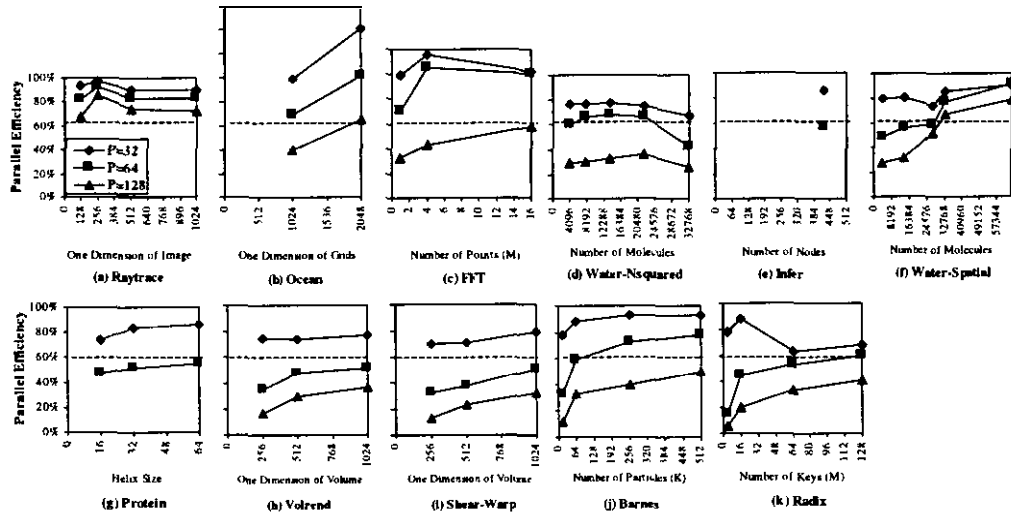 Parallel Efficiency
100%
80%
60%
40%
20%
0%
P=32
P=64
P=128
0 128 256 384 512 640 768 896 1024
One Dimension of Image
(a) Raytrace
0 512 1024 1536 2048
One Dimension of Grids
(b) Ocean
0 2 4 6 8 10 12 14 16
Number of Points (M)
(c) FFT
4096 8192 12288 16384 20480 24576 28672 32768
Number of Molecules
(d) Water-Nsquared
0 64 128 192 256 320 384 448 512
Number of Nodes
(e) Infer
8192 16384 24576 32768 40960 49152 57344
Number of Molecules
(f) Water-Spatial
Parallel Efficiency
100%
80%
60%
40%
20%
0%
0 16 32 48 64
Helix Size
(g) Protein
0 256 512 768 1024
One Dimension of Volume
(h) Volrend
0 256 512 768 1024
One Dimension of Volume
(i) Shear-Warp
0 64 128 192 256 320 384 448 512
Number of Particles (K)
(j) Barnes
0 16 32 48 64 80 96 112 128
Number of Keys (M)
(k) Radix